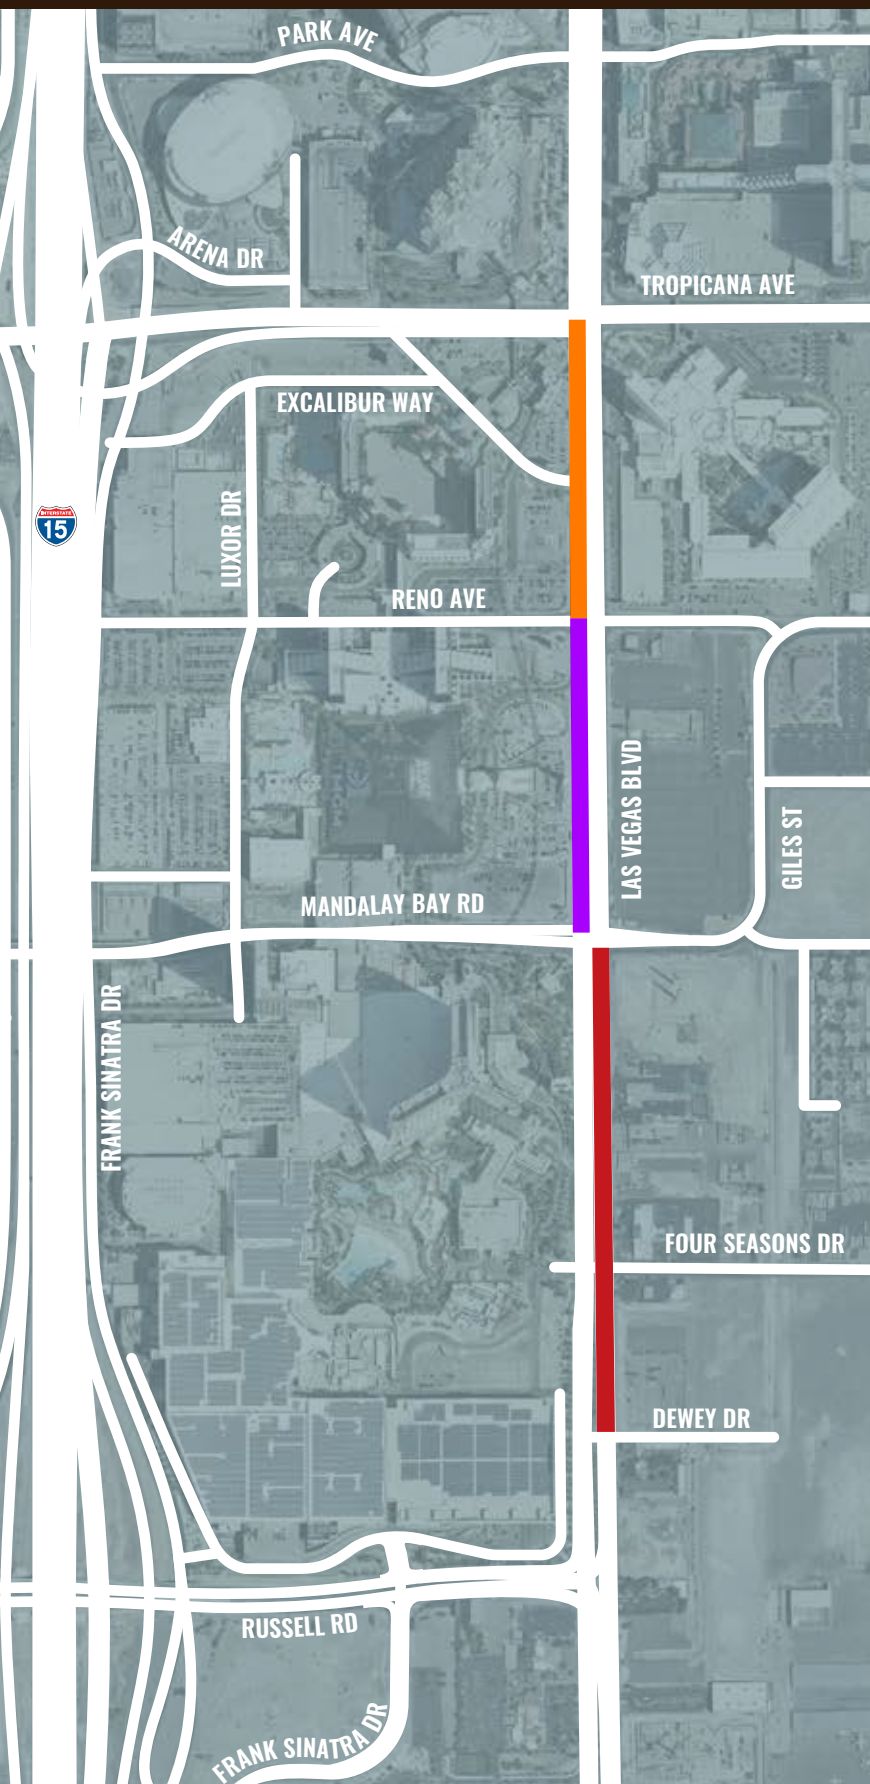 PARK AVE
ARENA DR
TROPICANA AVE
EXCALIBUR WAY
LUXOR DR
INTERSTATE
15
RENO AVE
LAS VEGAS BLVD
GILES ST
MANDALAY BAY RD
FRANK SINATRA DR
FOUR SEASONS DR
DEWEY DR
RUSSELL RD
FRANK SINATRA DR